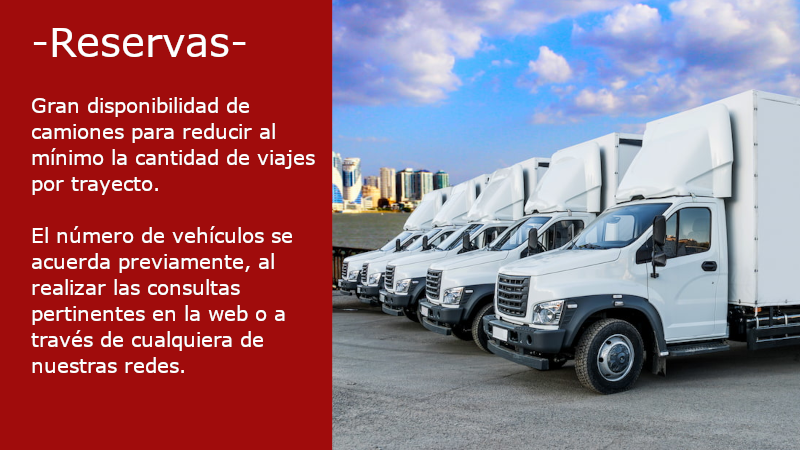 -Reservas-
Gran disponibilidad de
camiones para reducir al
mínimo la cantidad de viajes
por trayecto.
El número de vehículos se
acuerda previamente, al
realizar las consultas
pertinentes en la web o a
través de cualquiera de
nuestras redes.